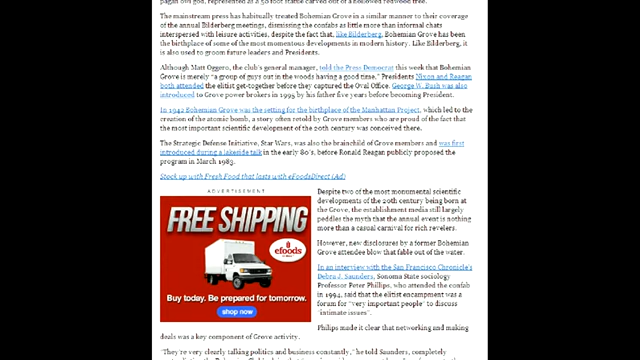 pagan owl god, represented as a 50 foot statue carved out of a hollowed redwood tree.
The mainstream press has habitually treated Bohemian Grove in a similar manner to their coverage
of the annual Bilderberg meetings, dismissing the confabs as little more than informal chats
interspersed with leisure activities, despite the fact that, like Bilderberg, Bohemian Grove has been
the birthplace of some of the most momentous developments in modern history. Like Bilderberg, it
is also used to groom future leaders and Presidents.
Although Matt Oggero, the club's general manager, told the Press Democrat this week that Bohemian
Grove is merely "a group of guys out in the woods having a good time," Presidents Nixon and Reagan
both attended the elitist get-together before they captured the Oval Office. George W. Bush was also
introduced to Grove power brokers in 1995 by his father five years before becoming President.
In 1942 Bohemian Grove was the setting for the birthplace of the Manhattan Project, which led to the
creation of the atomic bomb, a story often retold by Grove members who are proud of the fact that
the most important scientific development of the 20th century was conceived there.
The Strategic Defense Initiative, Star Wars, was also the brainchild of Grove members and was first
introduced during a lakeside talk in the early 80's, before Ronald Reagan publicly proposed the
program in March 1983.
Stock up with Fresh Food that lasts with eFoodsDirect (Ad)
ADVERTISEMENT
FREE SHIPPING
efoods
Buy today. Be prepared for tomorrow.
shop now
Despite two of the most monumental scientific
developments of the 20th century being born at
the Grove, the establishment media still largely
peddles the myth that the annual event is nothing
more than a casual carnival for rich revelers.
However, new disclosures by a former Bohemian
Grove attendee blow that fable out of the water.
In an interview with the San Francisco Chronicle's
Debra J. Saunders, Sonoma State sociology
Professor Peter Phillips, who attended the confab
in 1994, said that the elitist encampment was a
forum for "very important people" to discuss
"intimate issues".
Philips made it clear that networking and making
deals was a key component of Grove activity.
"They're very clearly talking politics and business constantly," he told Saunders, completely